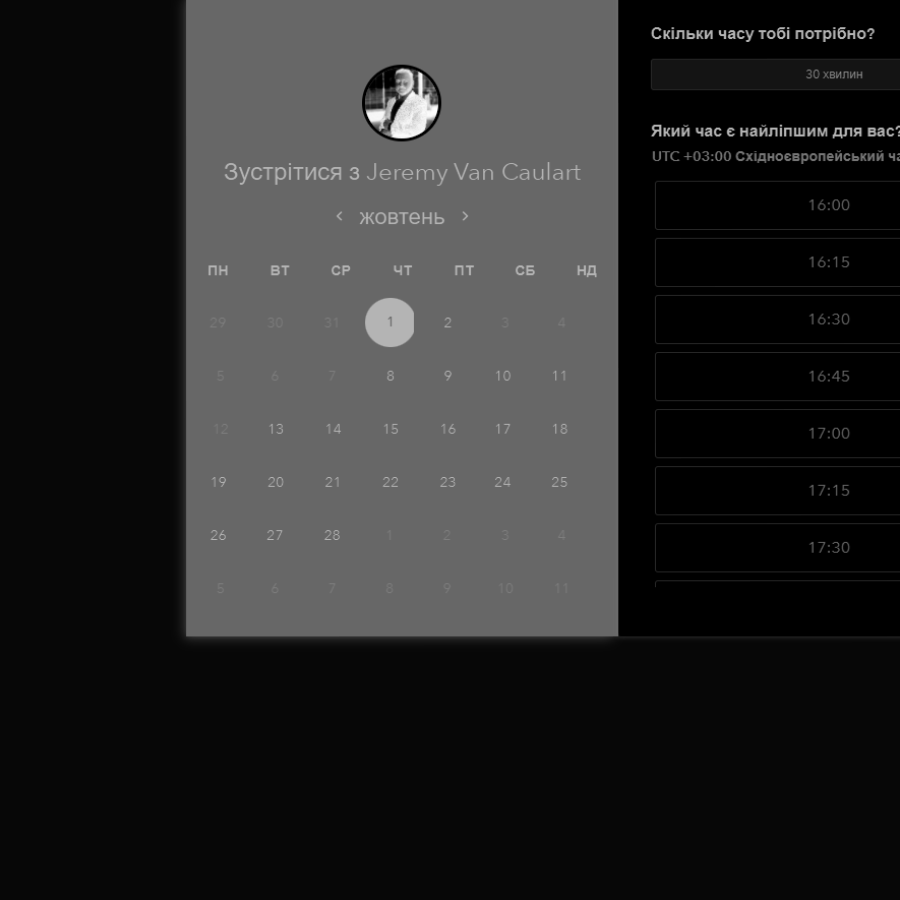 Зустрітися з Jeremy Van Caulart
‹ жовтень ›
ПН ВТ СР ЧТ ПТ СБ НД
29 30 31 1 2 3 4
5 6 7 8 9 10 11
12 13 14 15 16 17 18
19 20 21 22 23 24 25
26 27 28 1 2 3 4
5 6 7 8 9 10 11
Скільки часу тобі потрібно?
30 хвилин
Який час є найліпшим для вас?
UTC +03:00 Східноєвропейський ча
16:00
16:15
16:30
16:45
17:00
17:15
17:30